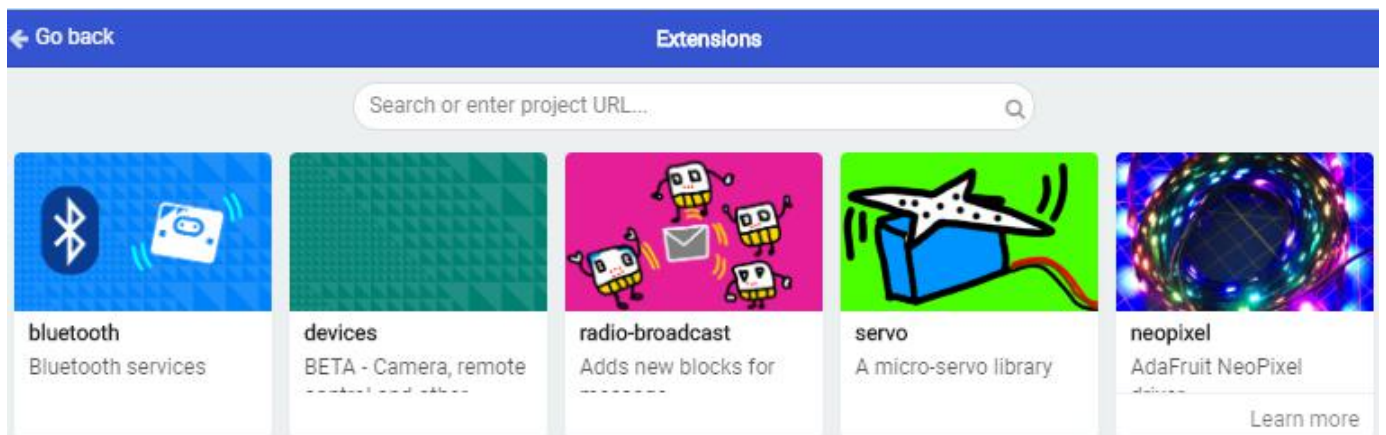 Go back
Extensions
Search or enter project URL...
bluetooth
Bluetooth services
devices
BETA - Camera, remote
radio-broadcast
Adds new blocks for
servo
A micro-servo library
neopixel
AdaFruit NeoPixel
Learn more